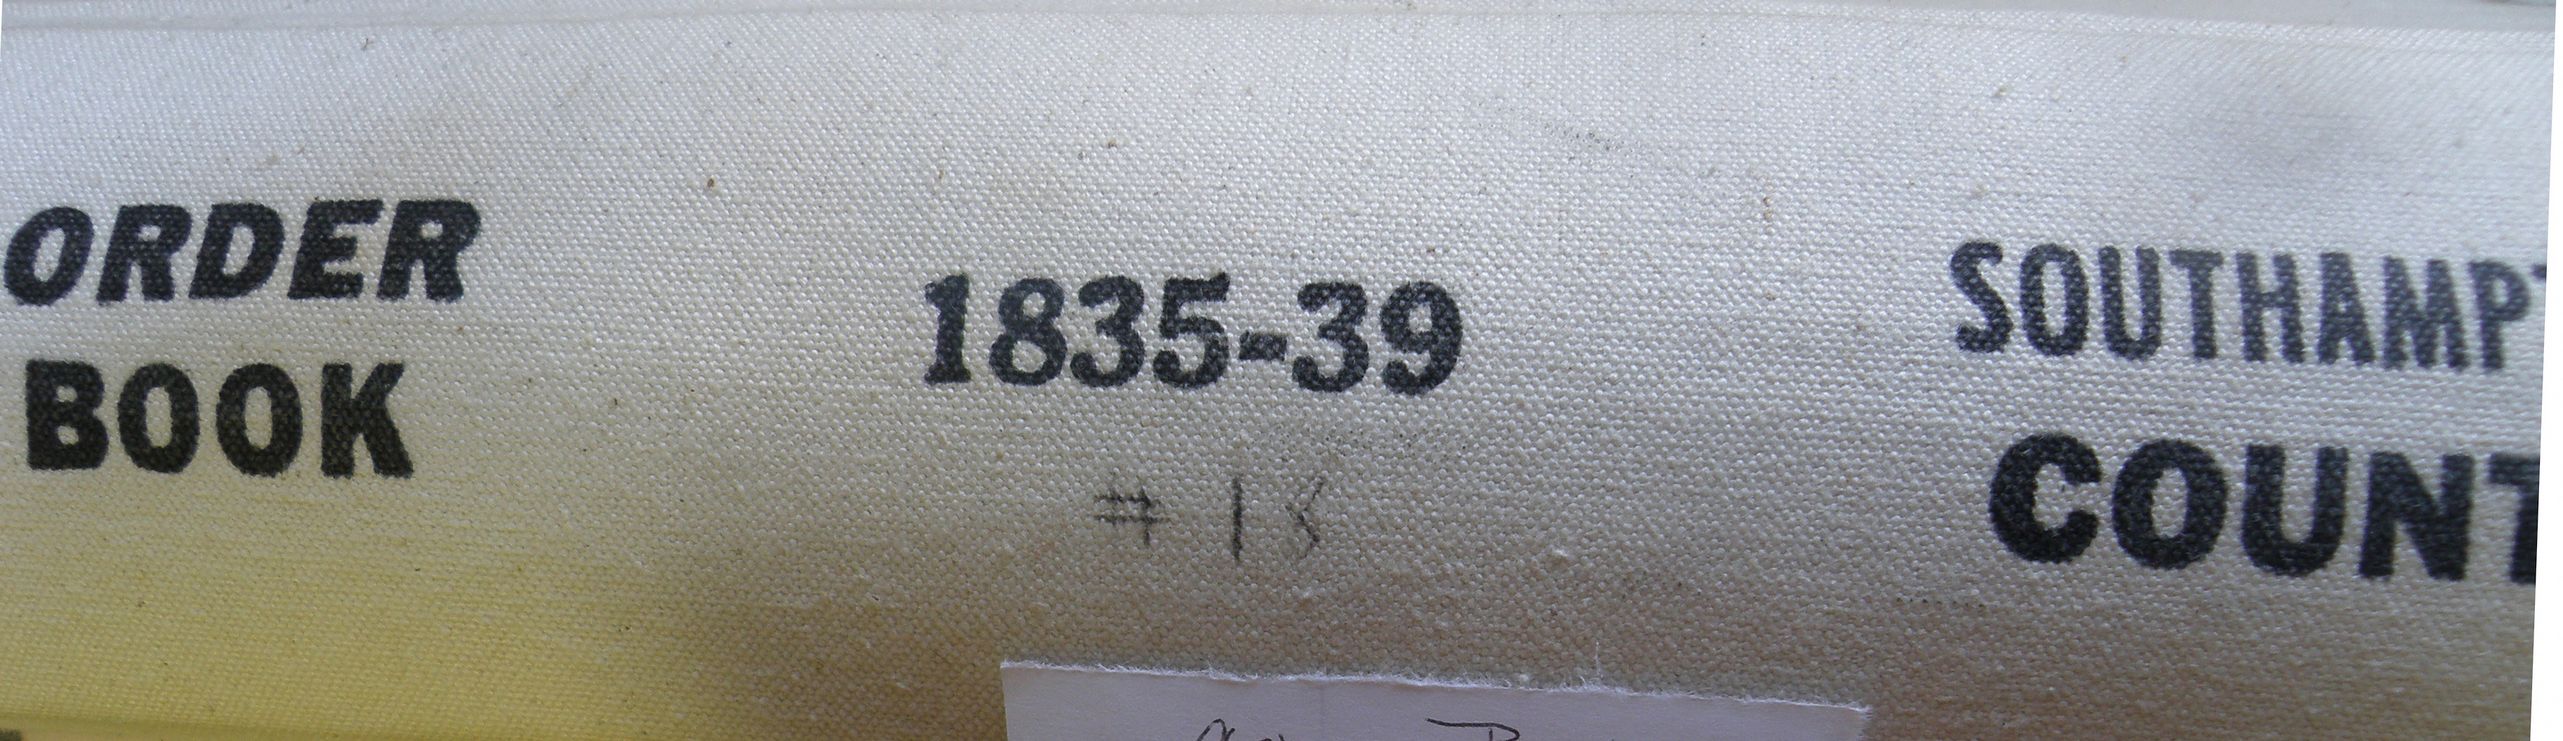 ORDER
BOOK
1835-39
# 18
SOUTHAMPT
COUNT